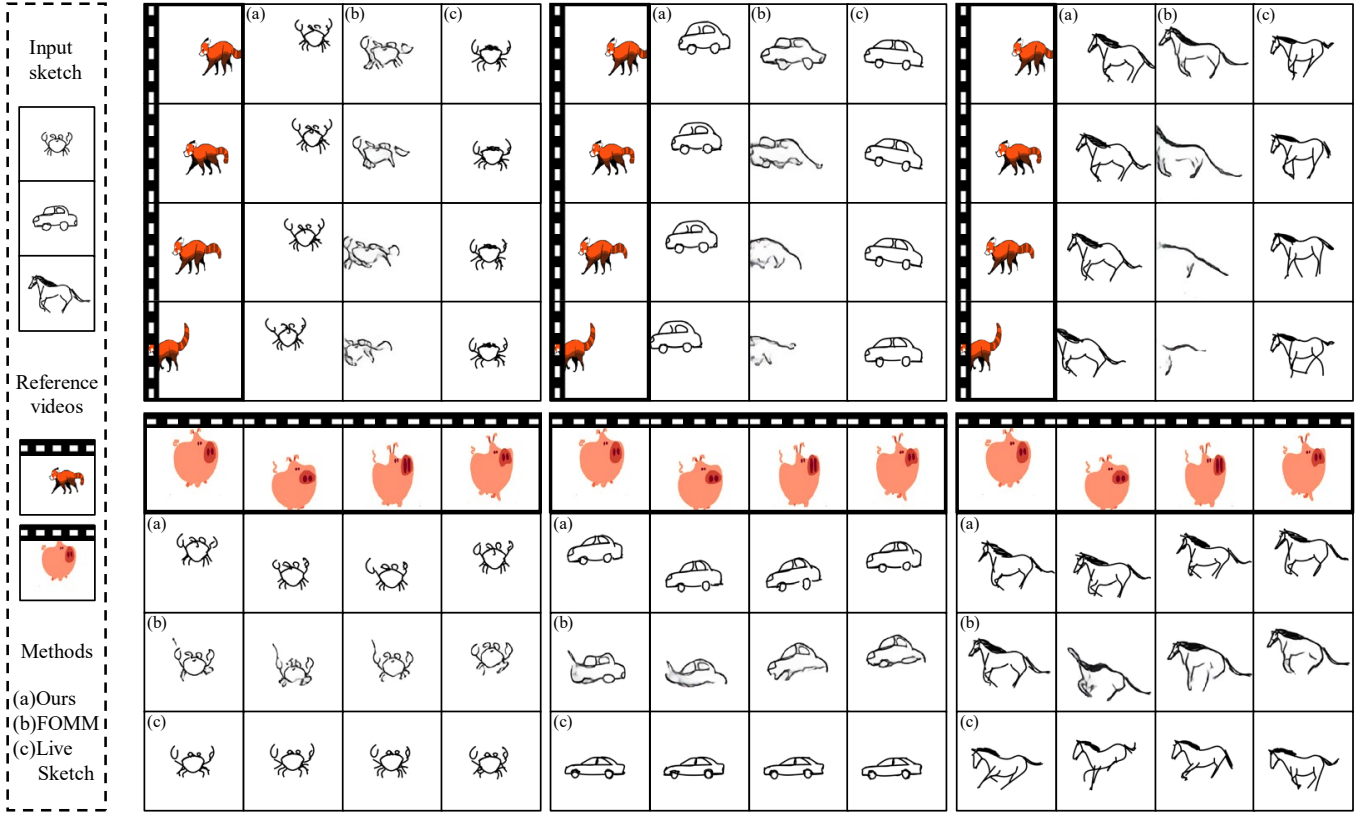 Input
sketch
Reference
videos
Methods
(a)Ours
(b)FOMM
(c)Live
Sketch
(a) (b) (c)
(a) (b) (c)
(a) (b) (c)
(a)
(b)
(c)
(a)
(b)
(c)
(a)
(b)
(c)